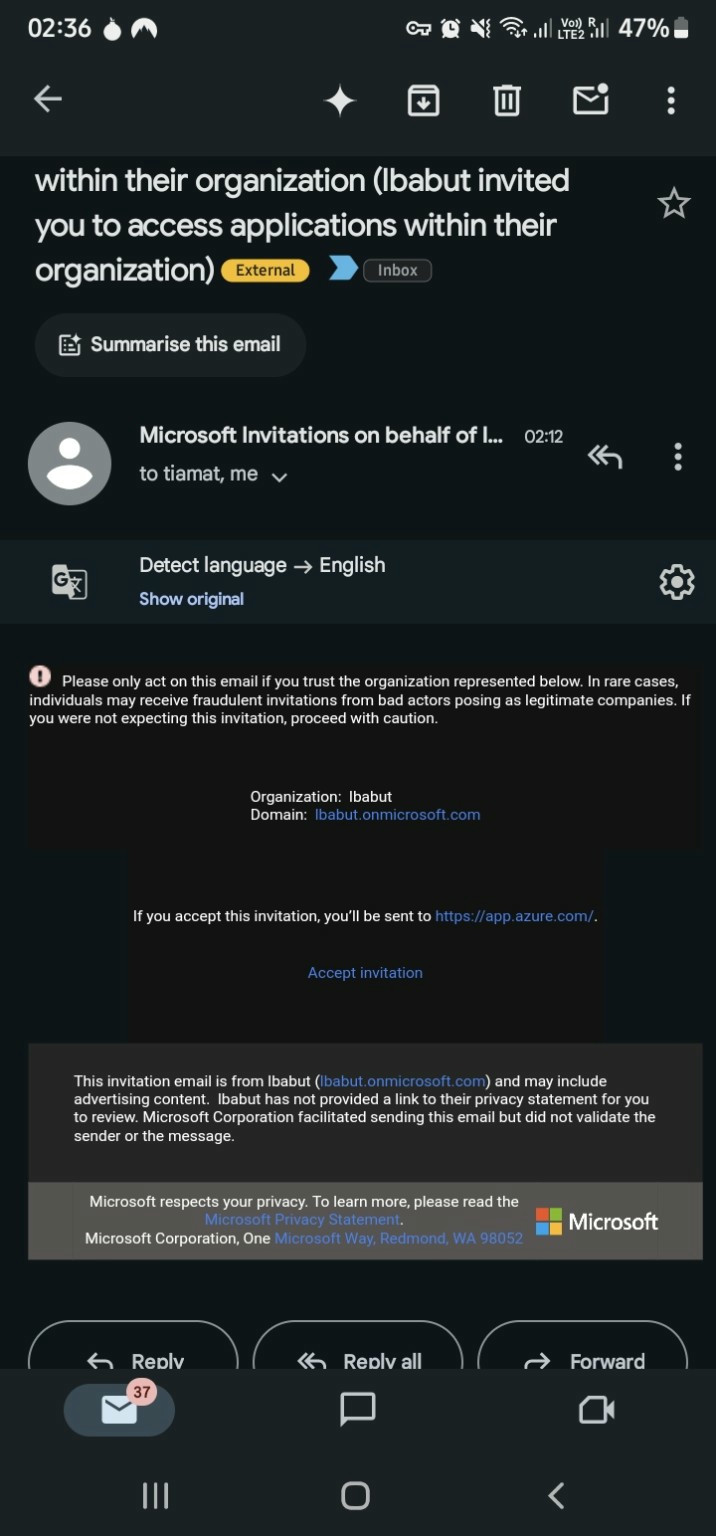 02:36
Vo)) R
LTE2
47%
within their organization (Ibabut invited
you to access applications within their
organization) External Inbox
Summarise this email
Microsoft Invitations on behalf of I... 02:12
to tiamat, me
Detect language → English
Show original
Please only act on this email if you trust the organization represented below. In rare cases,
individuals may receive fraudulent invitations from bad actors posing as legitimate companies. If
you were not expecting this invitation, proceed with caution.
Organization: Ibabut
Domain: Ibabut.onmicrosoft.com
If you accept this invitation, you’ll be sent to https://app.azure.com/.
Accept invitation
This invitation email is from Ibabut (Ibabut.onmicrosoft.com) and may include
advertising content. Ibabut has not provided a link to their privacy statement for you
to review. Microsoft Corporation facilitated sending this email but did not validate the
sender or the message.
Microsoft respects your privacy. To learn more, please read the
Microsoft Privacy Statement.
Microsoft Corporation, One Microsoft Way, Redmond, WA 98052
Microsoft
Reply
Reply all
Forward
37